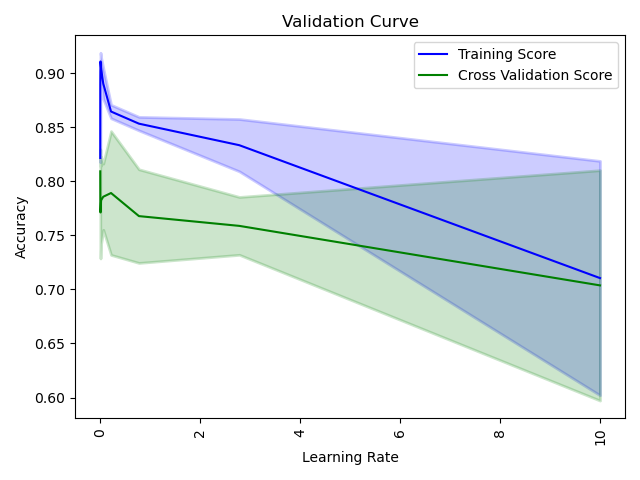 Validation Curve
Training Score
Cross Validation Score
Accuracy
0.90
0.85
0.80
0.75
0.70
0.65
0.60
0
2
4
6
8
10
Learning Rate